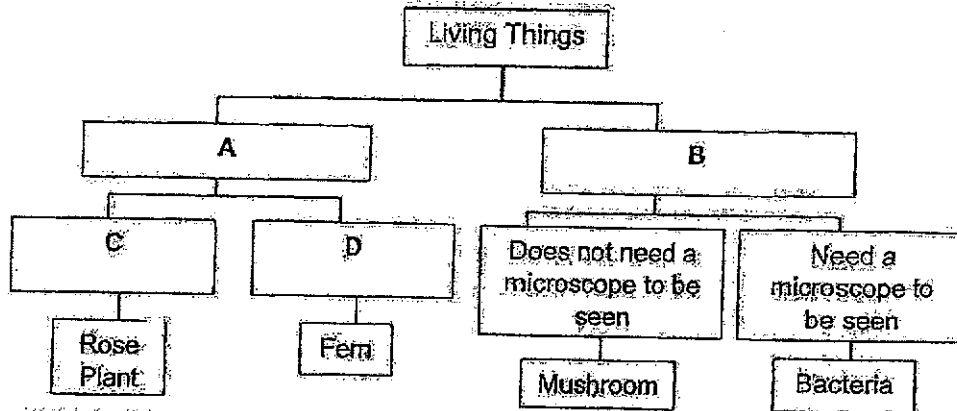 Living Things
A
B
C
D
Does not need a
microscope to be
seen
Need a
microscope to
be seen
Rose
Plant
Fern
Mushroom
Bacteria